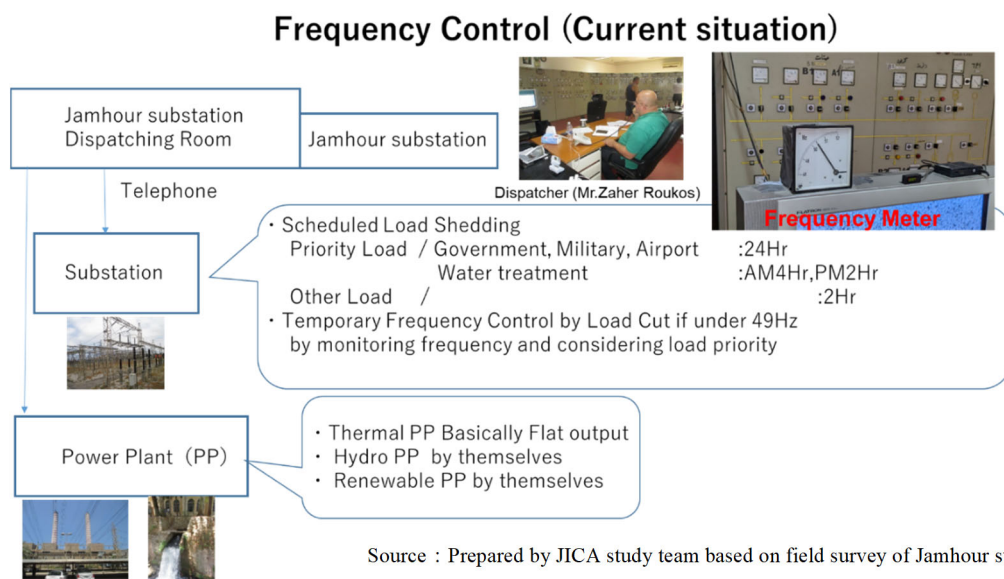 Frequency Control (Current situation)
Jamhour substation
Dispatching Room
Jamhour substation
Telephone
Dispatcher (Mr.Zaher Roukos)
Frequency Meter
Substation
・Scheduled Load Shedding
Priority Load / Government, Military, Airport :24Hr
Water treatment :AM4Hr,PM2Hr
Other Load / :2Hr
・Temporary Frequency Control by Load Cut if under 49Hz
by monitoring frequency and considering load priority
Power Plant（PP）
・Thermal PP Basically Flat output
・Hydro PP by themselves
・Renewable PP by themselves
Source：Prepared by JICA study team based on field survey of Jamhour s